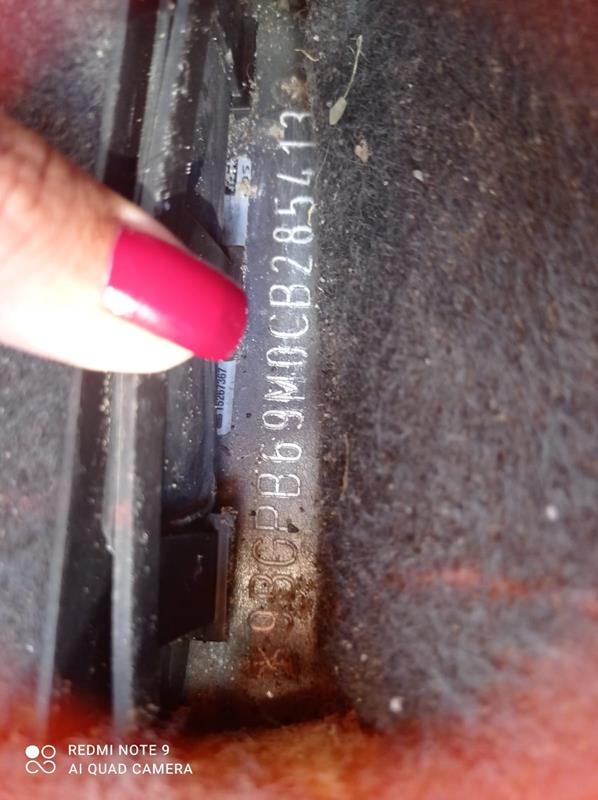 *9BGPB69M0CB285413
REDMI NOTE 9
AI QUAD CAMERA